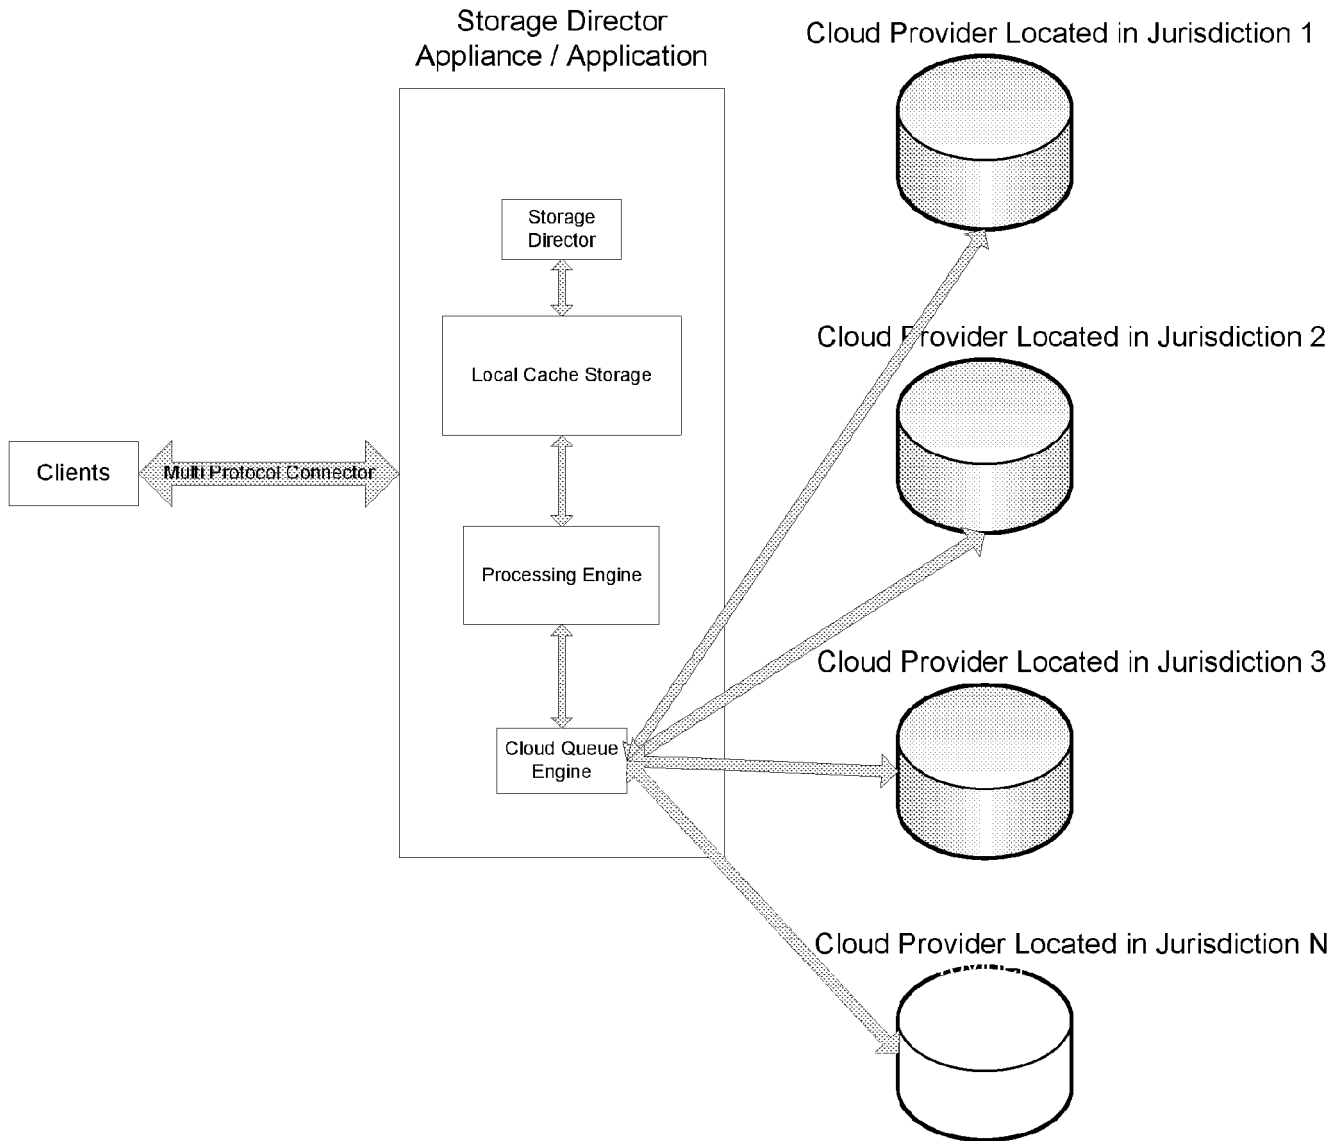 Storage Director
Appliance / Application
Cloud Provider Located in Jurisdiction 1
Storage
Director
Cloud Provider Located in Jurisdiction 2
Local Cache Storage
Clients
Multi Protocol Connector
Processing Engine
Cloud Provider Located in Jurisdiction 3
Cloud Queue
Engine
Cloud Provider Located in Jurisdiction N